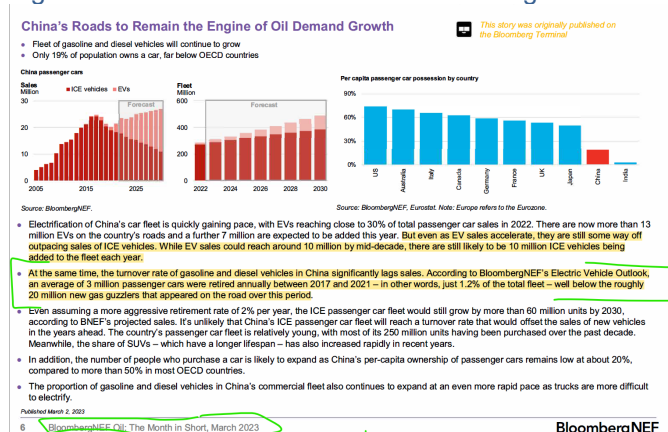 China's Roads to Remain the Engine of Oil Demand Growth
This story was originally published on
the Bloomberg Terminal
• Fleet of gasoline and diesel vehicles will continue to grow
• Only 19% of population owns a car, far below OECD countries
China passenger cars
Sales
Million
ICE vehicles EVs
Forecast
30
20
10
0
2005 2015
Fleet
Million
Forecast
600
400
200
0
2022 2024 2026 2028 2030
Per capita passenger car possession by country
90%
60%
30%
0%
US
Australia
Italy
Canada
Germany
France
UK
Japan
China
India
Source: BloombergNEF.
Source: BloombergNEF, Eurostat. Note: Europe refers to the Eurozone.
• Electrification of China's car fleet is quickly gaining pace, with EVs reaching close to 30% of total passenger car sales in 2022. There are now more than 13
million EVs on the country's roads and a further 7 million are expected to be added this year. But even as EV sales accelerate, they are still some way off
outpacing sales of ICE vehicles. While EV sales could reach around 10 million by mid-decade, there are still likely to be 10 million ICE vehicles being
added to the fleet each year.
• At the same time, the turnover rate of gasoline and diesel vehicles in China significantly lags sales. According to BloombergNEF's Electric Vehicle Outlook,
an average of 3 million passenger cars were retired annually between 2017 and 2021 – in other words, just 1.2% of the total fleet – well below the roughly
20 million new gas guzzlers that appeared on the road over this period.
• Even assuming a more aggressive retirement rate of 2% per year, the ICE passenger car fleet would still grow by more than 60 million units by 2030,
according to BNEF's projected sales. It's unlikely that China's ICE passenger car fleet will reach a turnover rate that would offset the sales of new vehicles
in the years ahead. The country's passenger car fleet is relatively young, with most of its 250 million units having been purchased over the past decade.
Meanwhile, the share of SUVs – which have a longer lifespan – has also increased rapidly in recent years.
• In addition, the number of people who purchase a car is likely to expand as China's per-capita ownership of passenger cars remains low at about 20%,
compared to more than 50% in most OECD countries.
• The proportion of gasoline and diesel vehicles in China's commercial fleet also continues to expand at an even more rapid pace as trucks are more difficult
to electrify.
Published March 2, 2023
6 BloombergNEF Oil: The Month in Short, March 2023
BloombergNEF